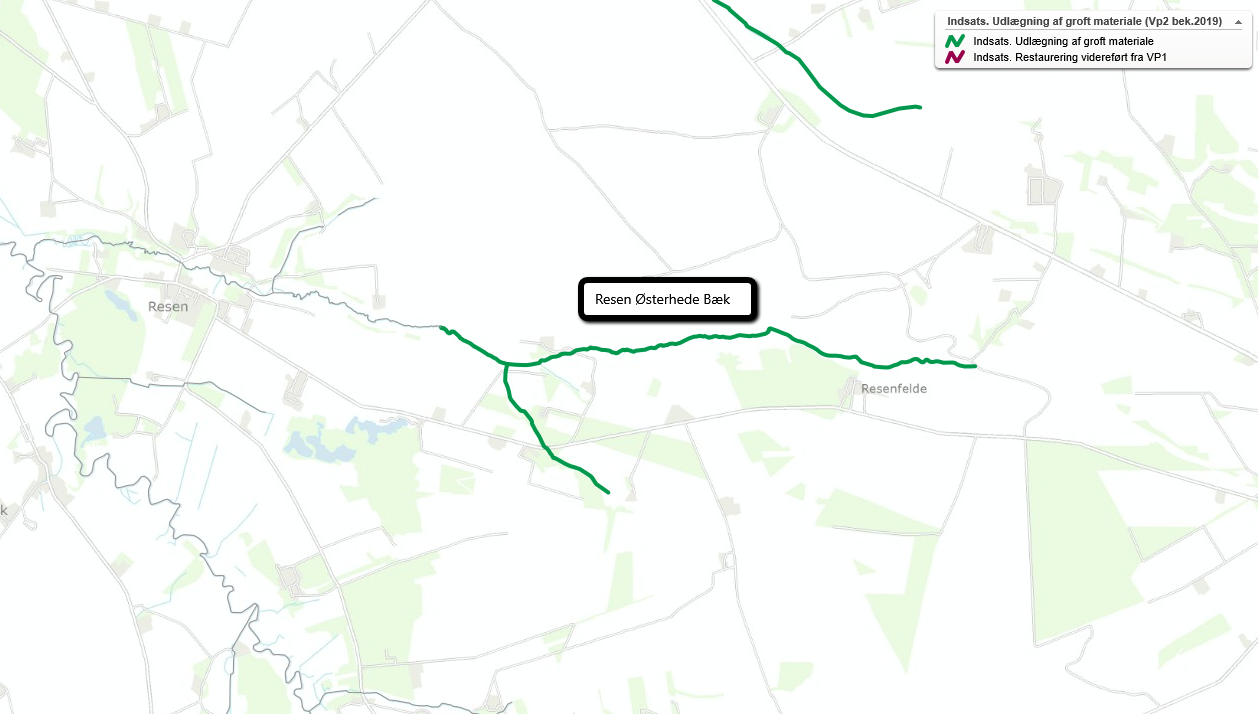 Indsats. Udlægning af groft materiale (Vp2 bek.2019)
Indsats. Udlægning af groft materiale
Indsats. Restaurering videreført fra VP1
Resen Østerhede Bæk
Resen
Resenfelde
k